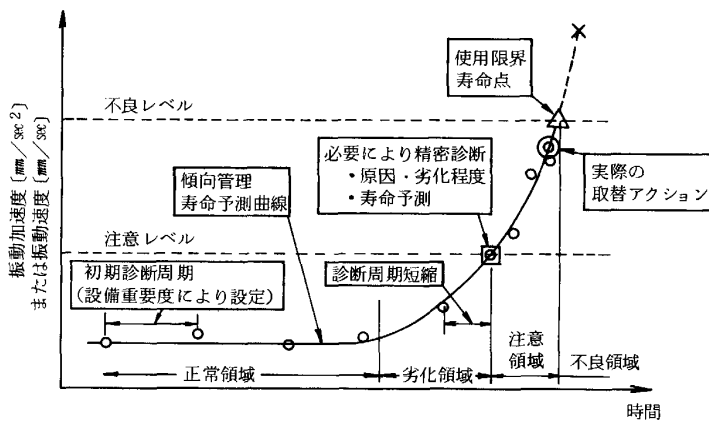 使用限界
寿命点
不良レベル
必要により精密診断
・原因・劣化程度
・寿命予測
実際の
取替アクション
傾向管理
寿命予測曲線
注意レベル
初期診断周期
(設備重要度により設定)
診断周期短縮
振動加速度〔mm/sec²〕
または振動速度〔mm/sec〕
正常領域
劣化領域
注意
領域
不良領域
時間